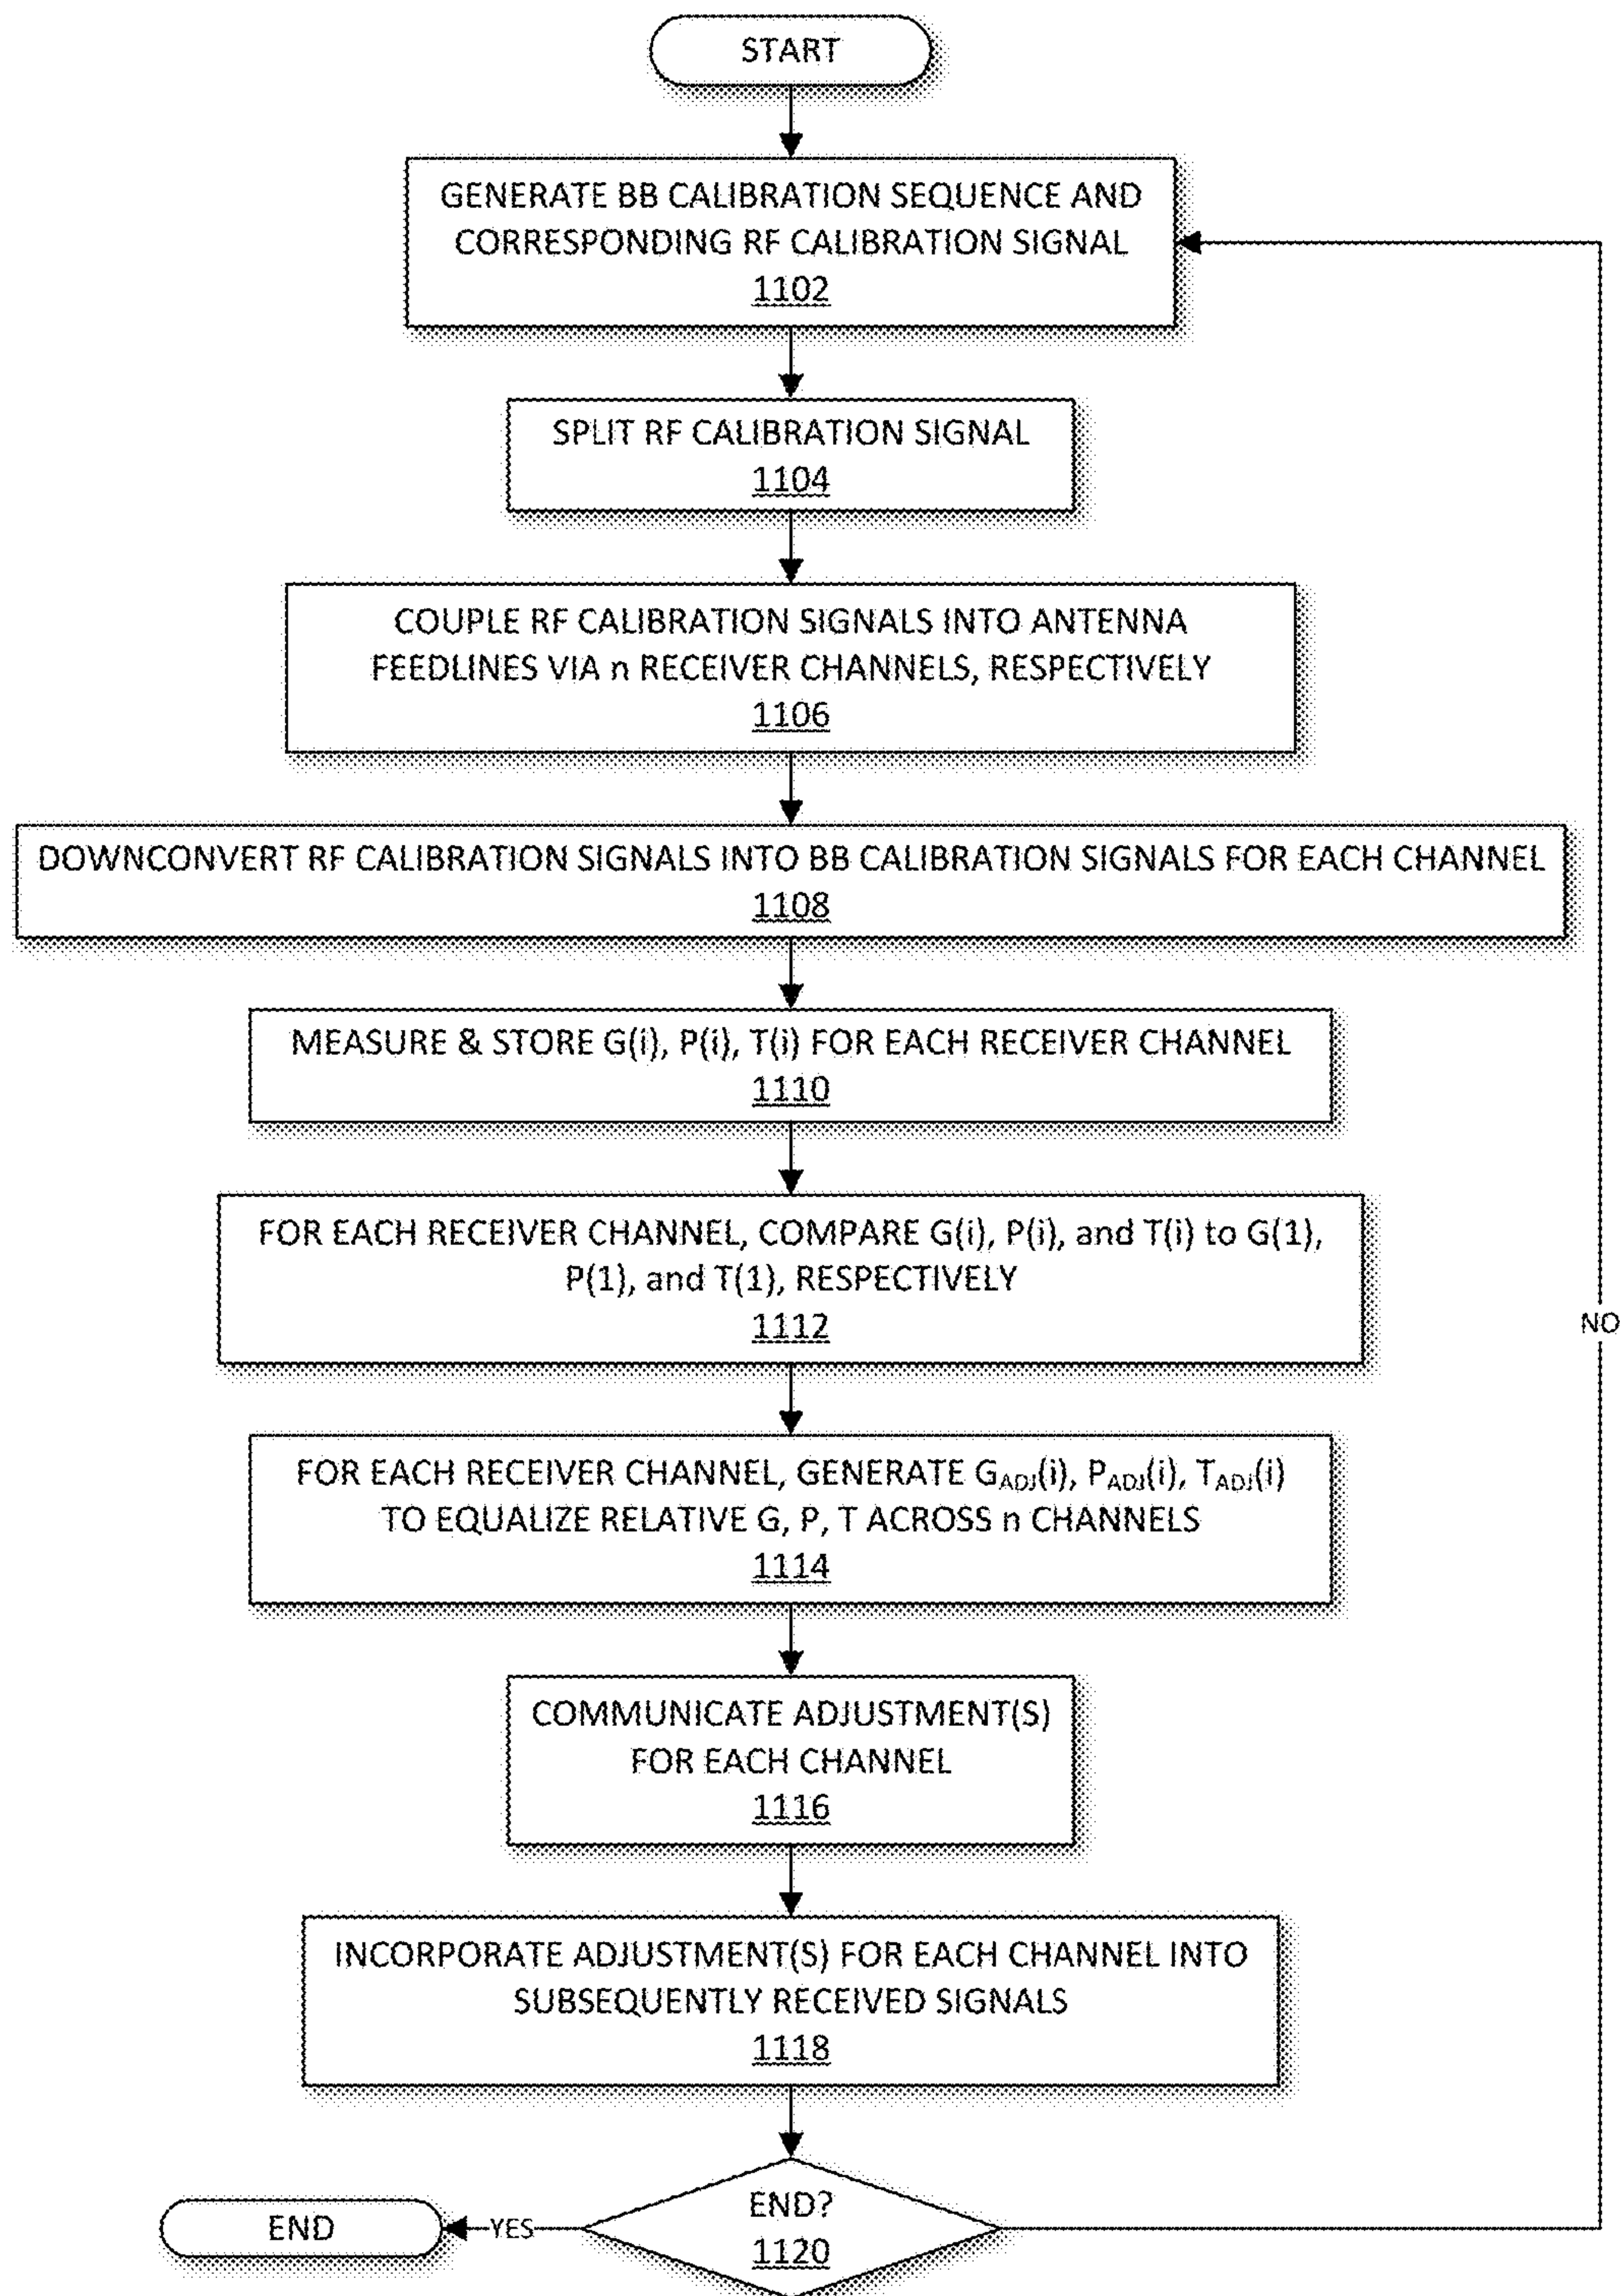 START
GENERATE BB CALIBRATION SEQUENCE AND
CORRESPONDING RF CALIBRATION SIGNAL
1102
SPLIT RF CALIBRATION SIGNAL
1104
COUPLE RF CALIBRATION SIGNALS INTO ANTENNA
FEEDLINES VIA n RECEIVER CHANNELS, RESPECTIVELY
1106
DOWNCONVERT RF CALIBRATION SIGNALS INTO BB CALIBRATION SIGNALS FOR EACH CHANNEL
1108
MEASURE & STORE G(i), P(i), T(i) FOR EACH RECEIVER CHANNEL
1110
FOR EACH RECEIVER CHANNEL, COMPARE G(i), P(i), and T(i) to G(1),
P(1), and T(1), RESPECTIVELY
1112
NO
FOR EACH RECEIVER CHANNEL, GENERATE G_ADJ(i), P_ADJ(i), T_ADJ(i)
TO EQUALIZE RELATIVE G, P, T ACROSS n CHANNELS
1114
COMMUNICATE ADJUSTMENT(S)
FOR EACH CHANNEL
1116
INCORPORATE ADJUSTMENT(S) FOR EACH CHANNEL INTO
SUBSEQUENTLY RECEIVED SIGNALS
1118
END?
1120
YES
END